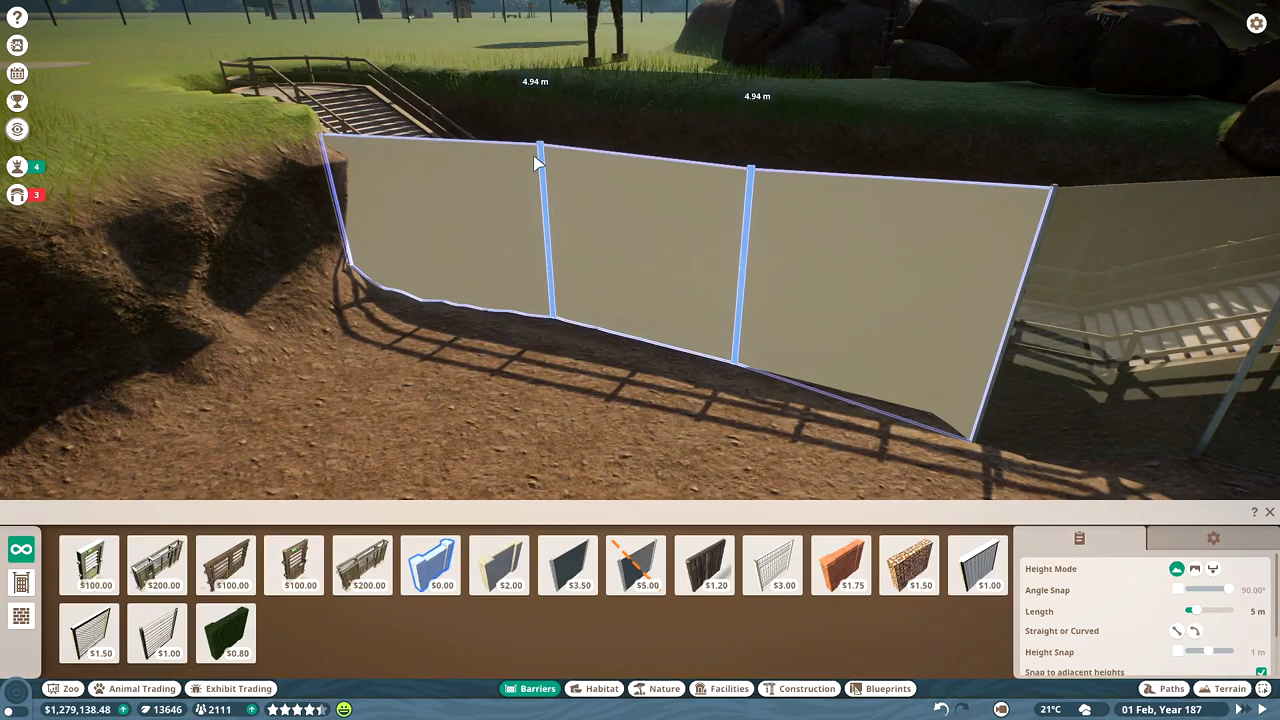 ?
4.94 m
4.94 m
4
3
? ×
$100.00 $200.00 $100.00 $100.00 $200.00 $0.00 $2.00 $3.50 $5.00 $1.20 $3.00 $1.75 $1.50 $1.00
$1.50 $1.00 $0.80
Height Mode
Angle Snap 90.00°
Length 5 m
Straight or Curved
Height Snap 1 m
Snap to adjacent heights
Zoo Animal Trading Exhibit Trading Barriers Habitat Nature Facilities Construction Blueprints Paths Terrain
$1,279,138.48 13646 2111 21°C 01 Feb, Year 187